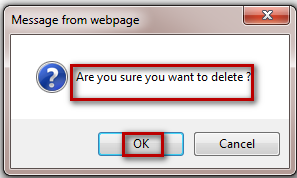 Message from webpage
Are you sure you want to delete ?
OK
Cancel